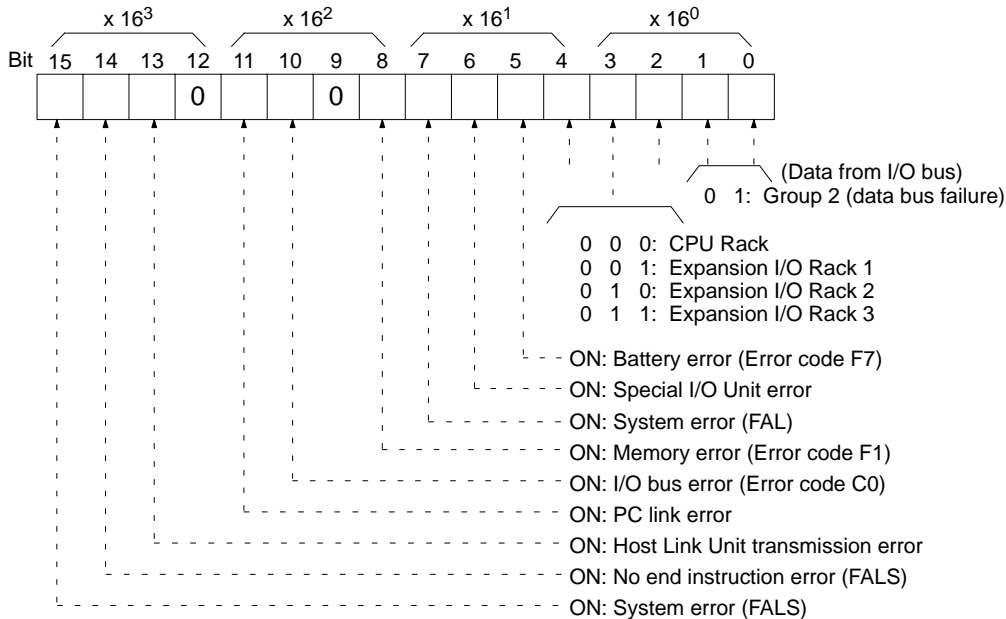 x 16³ x 16² x 16¹ x 16⁰
Bit 15 14 13 12 11 10 9 8 7 6 5 4 3 2 1 0
0 0
(Data from I/O bus)
0 1: Group 2 (data bus failure)
0 0 0: CPU Rack
0 0 1: Expansion I/O Rack 1
0 1 0: Expansion I/O Rack 2
0 1 1: Expansion I/O Rack 3
ON: Battery error (Error code F7)
ON: Special I/O Unit error
ON: System error (FAL)
ON: Memory error (Error code F1)
ON: I/O bus error (Error code C0)
ON: PC link error
ON: Host Link Unit transmission error
ON: No end instruction error (FALS)
ON: System error (FALS)